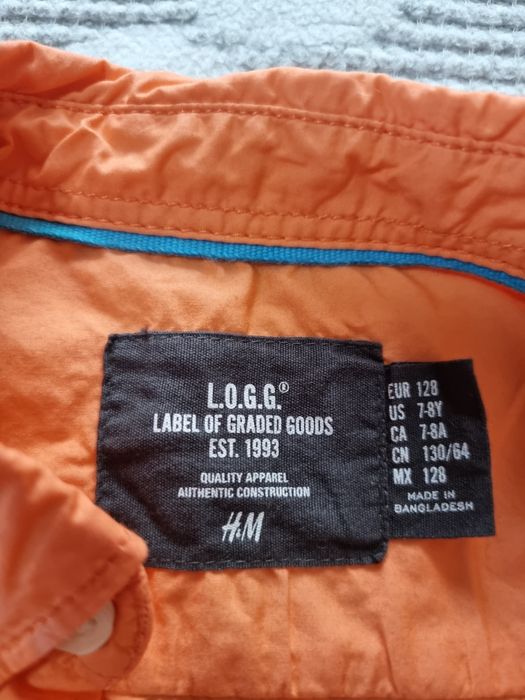 L.O.G.G.®
LABEL OF GRADED GOODS
EST. 1993
QUALITY APPAREL
AUTHENTIC CONSTRUCTION
H&M
EUR 128
US 7-8Y
CA 7-8A
CN 130/64
MX 128
MADE IN
BANGLADESH